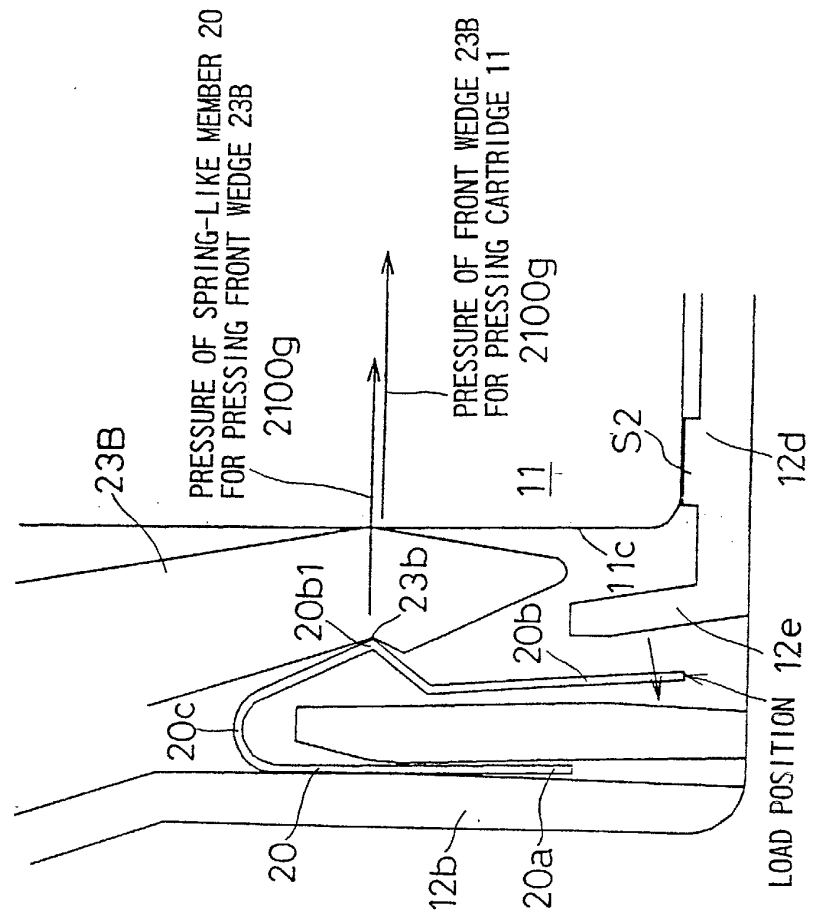 PRESSURE OF SPRING-LIKE MEMBER 20
FOR PRESSING FRONT WEDGE 23B
2100g
PRESSURE OF FRONT WEDGE 23B
FOR PRESSING CARTRIDGE 11
2100g
23B
11
S2
12d
11c
20b1
23b
20b
12e
20c
20
12b
20a
LOAD POSITION